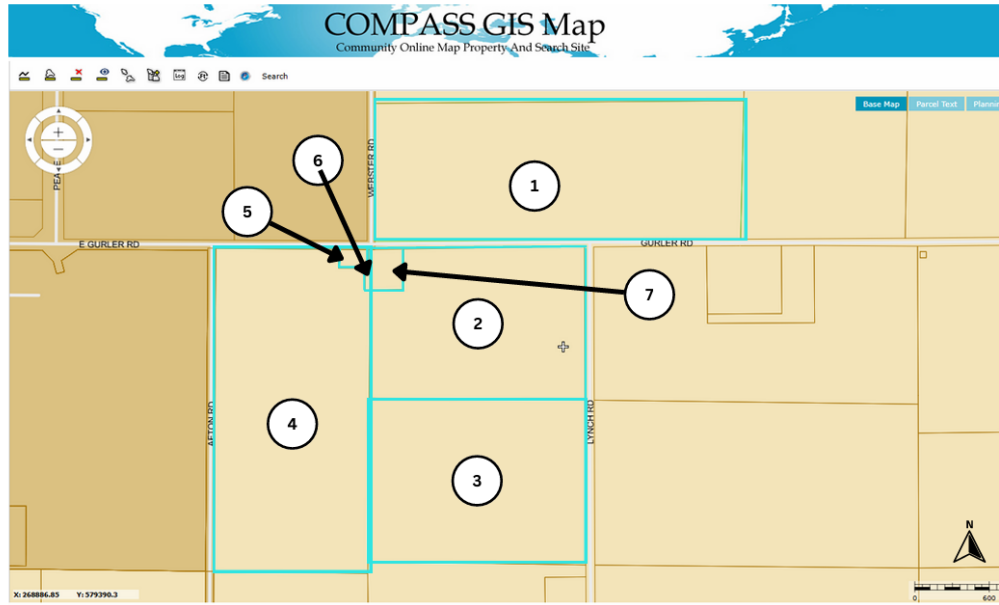 COMPASS GIS Map
Community Online Map Property And Search Site
Log
Search
Base Map
Parcel Text
WEBSTER RD
6
1
5
E GURLER RD
GURLER RD
7
2
AFTON RD
4
LYNCH RD
3
N
X: 268886.85 Y: 579390.3
0
600